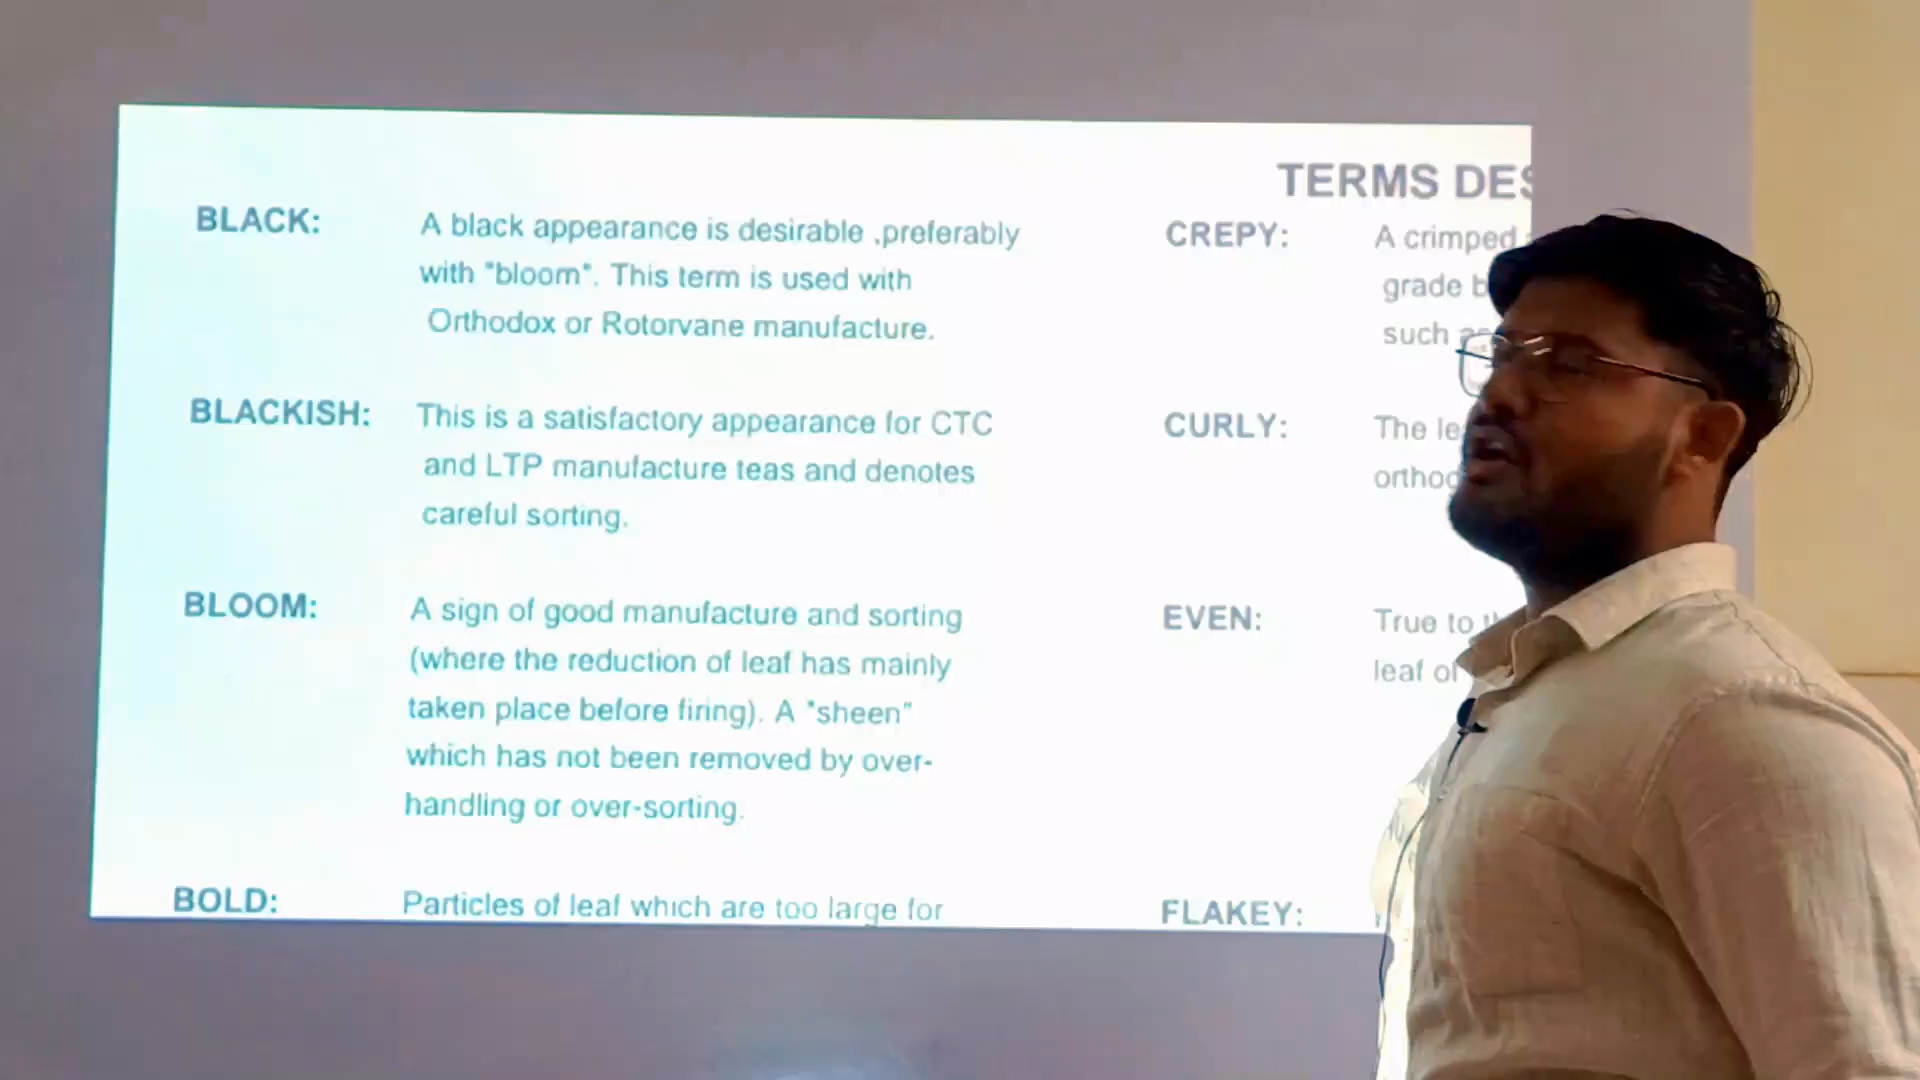 TERMS
BLACK:
A black appearance is desirable ,preferably
with "bloom". This term is used with
Orthodox or Rotorvane manufacture.
BLACKISH:
This is a satisfactory appearance for CTC
and LTP manufacture teas and denotes
careful sorting.
BLOOM:
A sign of good manufacture and sorting
(where the reduction of leaf has mainly
taken place before firing). A "sheen"
which has not been removed by over-
handling or over-sorting.
BOLD:
Particles of leaf which are too large for
CREPY:
A crimped
grade
such
CURLY:
The
EVEN:
True to
leaf of
FLAKEY: